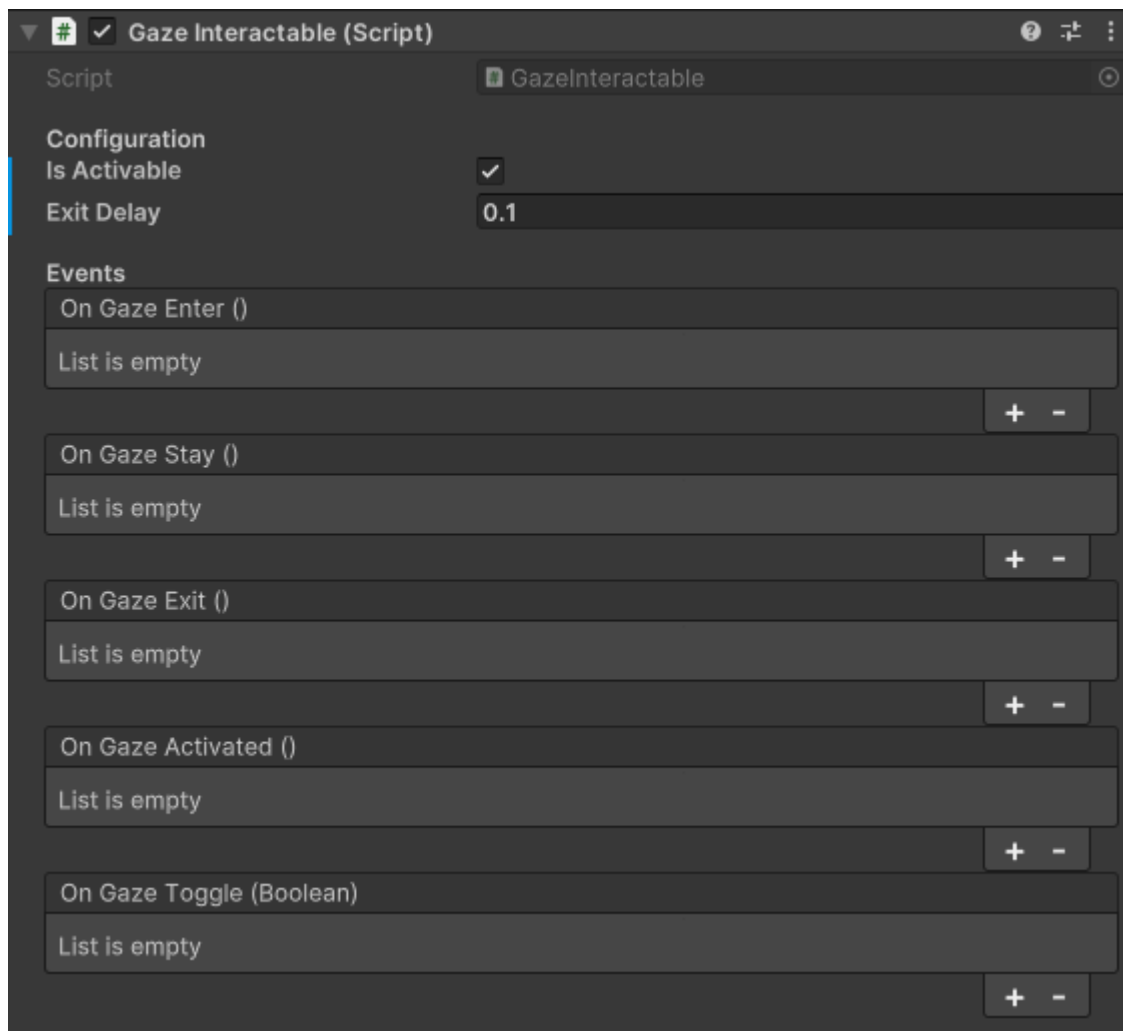 Gaze Interactable (Script)
Script GazeInteractable
Configuration
Is Activable
Exit Delay 0.1
Events
On Gaze Enter ()
List is empty
+ -
On Gaze Stay ()
List is empty
+ -
On Gaze Exit ()
List is empty
+ -
On Gaze Activated ()
List is empty
+ -
On Gaze Toggle (Boolean)
List is empty
+ -